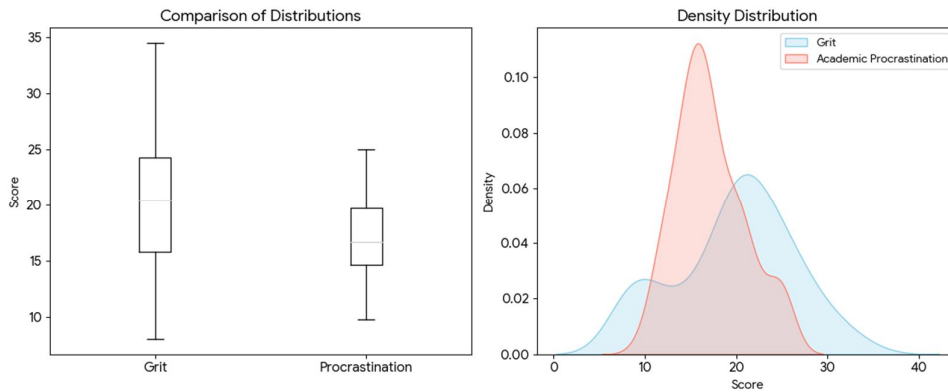 Comparison of Distributions
35
30
25
20
15
10
Score
Grit
Procrastination
Density Distribution
Grit
Academic Procrastination
0.10
0.08
0.06
0.04
0.02
0.00
Density
0
10
20
30
40
Score